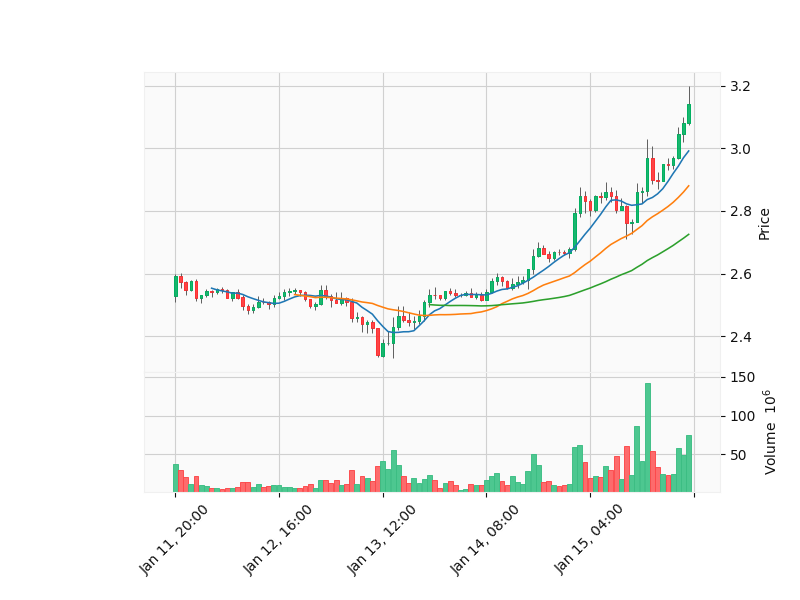 3.2
3.0
2.8
2.6
2.4
Price
150
100
50
Volume 10^6
Jan 11, 20:00
Jan 12, 16:00
Jan 13, 12:00
Jan 14, 08:00
Jan 15, 04:00